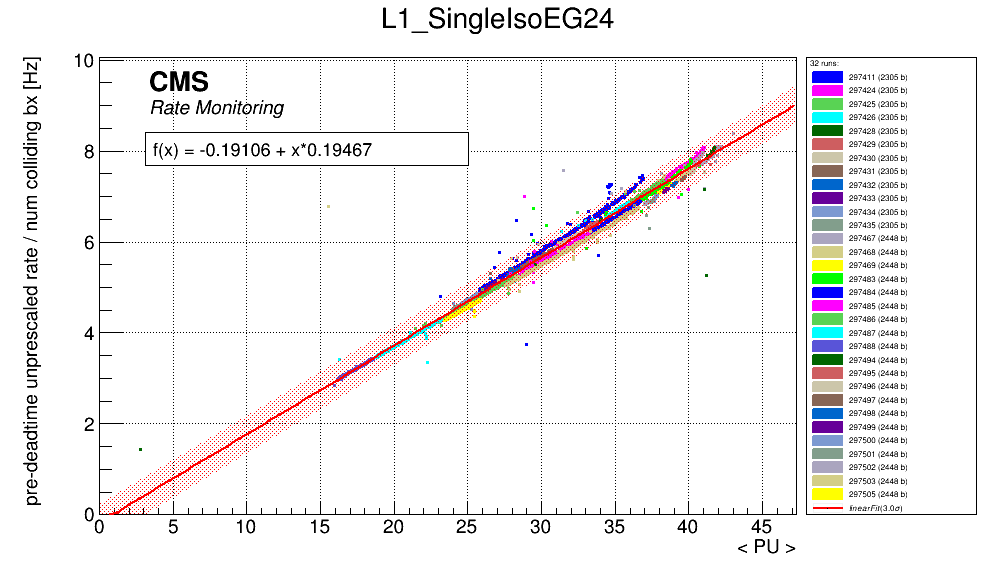 L1_SingleIsoEG24
pre-deadtime unprescaled rate / num colliding bx [Hz]
10
8
6
4
2
0
CMS
Rate Monitoring
f(x) = -0.19106 + x*0.19467
0 5 10 15 20 25 30 35 40 45
< PU >
32 runs:
297411 (2305 b)
297424 (2305 b)
297425 (2305 b)
297426 (2305 b)
297428 (2305 b)
297429 (2305 b)
297430 (2305 b)
297431 (2305 b)
297432 (2305 b)
297433 (2305 b)
297434 (2305 b)
297435 (2305 b)
297467 (2448 b)
297468 (2448 b)
297469 (2448 b)
297483 (2448 b)
297484 (2448 b)
297485 (2448 b)
297486 (2448 b)
297487 (2448 b)
297488 (2448 b)
297494 (2448 b)
297495 (2448 b)
297496 (2448 b)
297497 (2448 b)
297498 (2448 b)
297499 (2448 b)
297500 (2448 b)
297501 (2448 b)
297502 (2448 b)
297503 (2448 b)
297505 (2448 b)
linearFit(3.0σ)